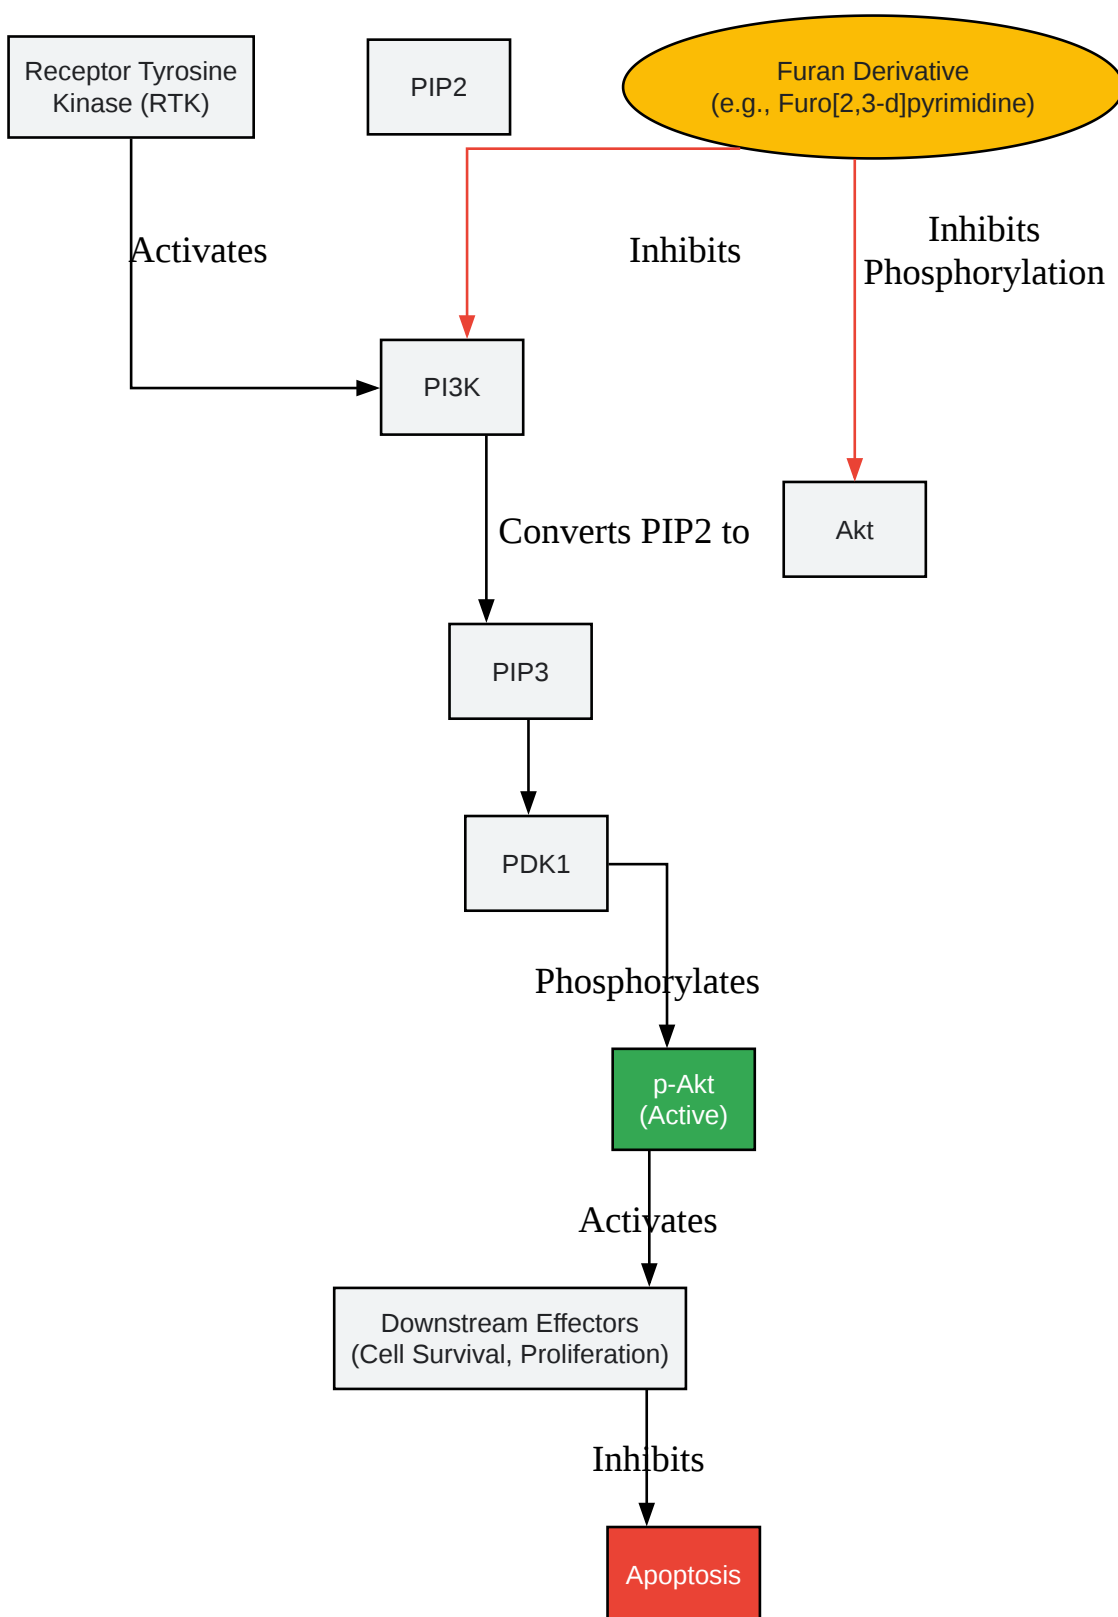 Receptor Tyrosine
Kinase (RTK)
PIP2
Furan Derivative
(e.g., Furo[2,3-d]pyrimidine)
Activates
Inhibits
Inhibits
Phosphorylation
PI3K
Converts PIP2 to
Akt
PIP3
PDK1
Phosphorylates
p-Akt
(Active)
Activates
Downstream Effectors
(Cell Survival, Proliferation)
Inhibits
Apoptosis